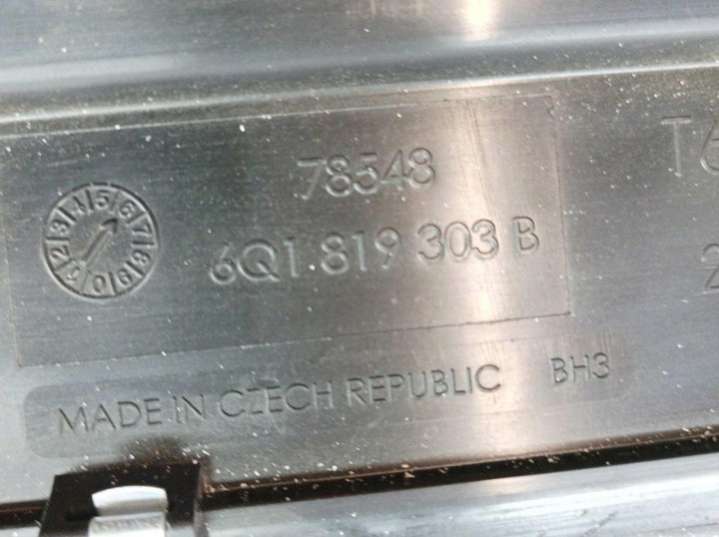 78548
6Q1 819 303 B
MADE IN CZECH REPUBLIC BH3